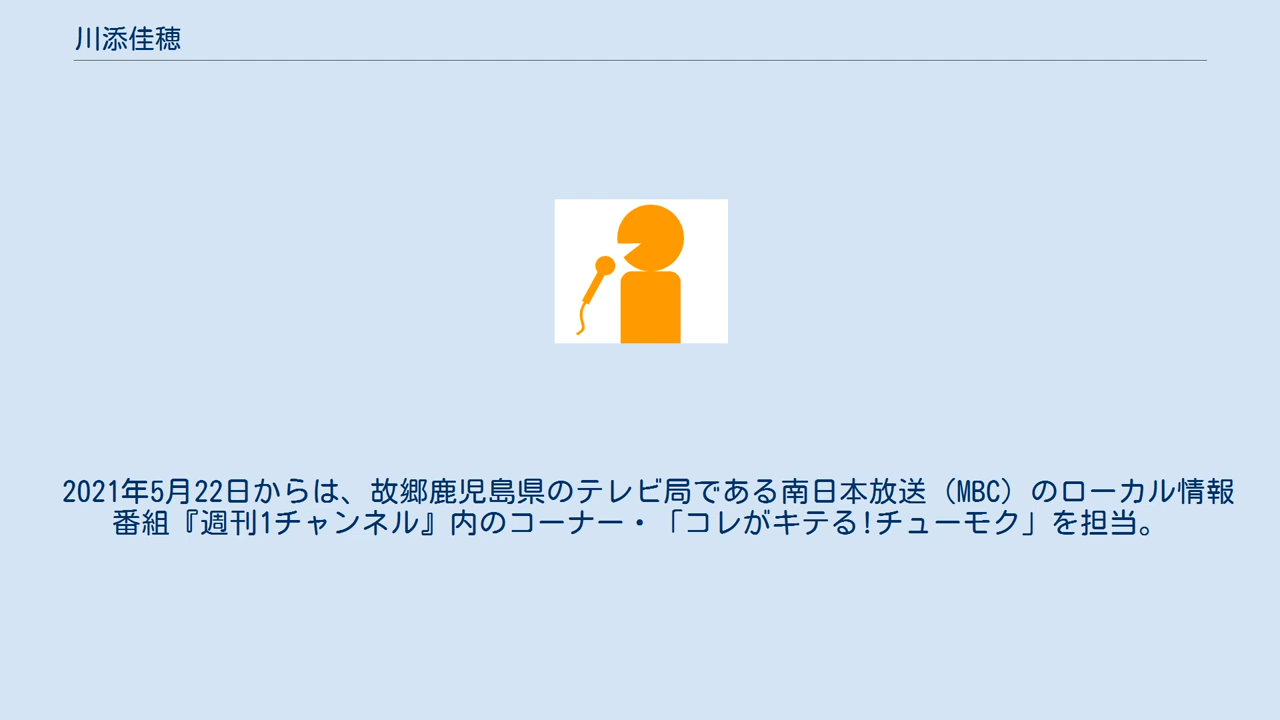 川添佳穂
2021年5月22日からは、故郷鹿児島県のテレビ局である南日本放送（MBC）のローカル情報
番組『週刊1チャンネル』内のコーナー・「コレがキテる!チューモク」を担当。